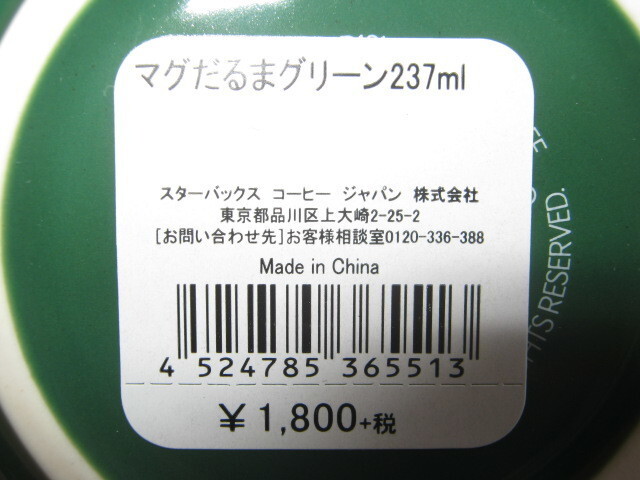 マグだるまグリーン237ml
スターバックス コーヒー ジャパン 株式会社
東京都品川区上大崎2-25-2
[お問い合わせ先]お客様相談室0120-336-388
Made in China
4 524785 365513
¥1,800+税
RESERVED.